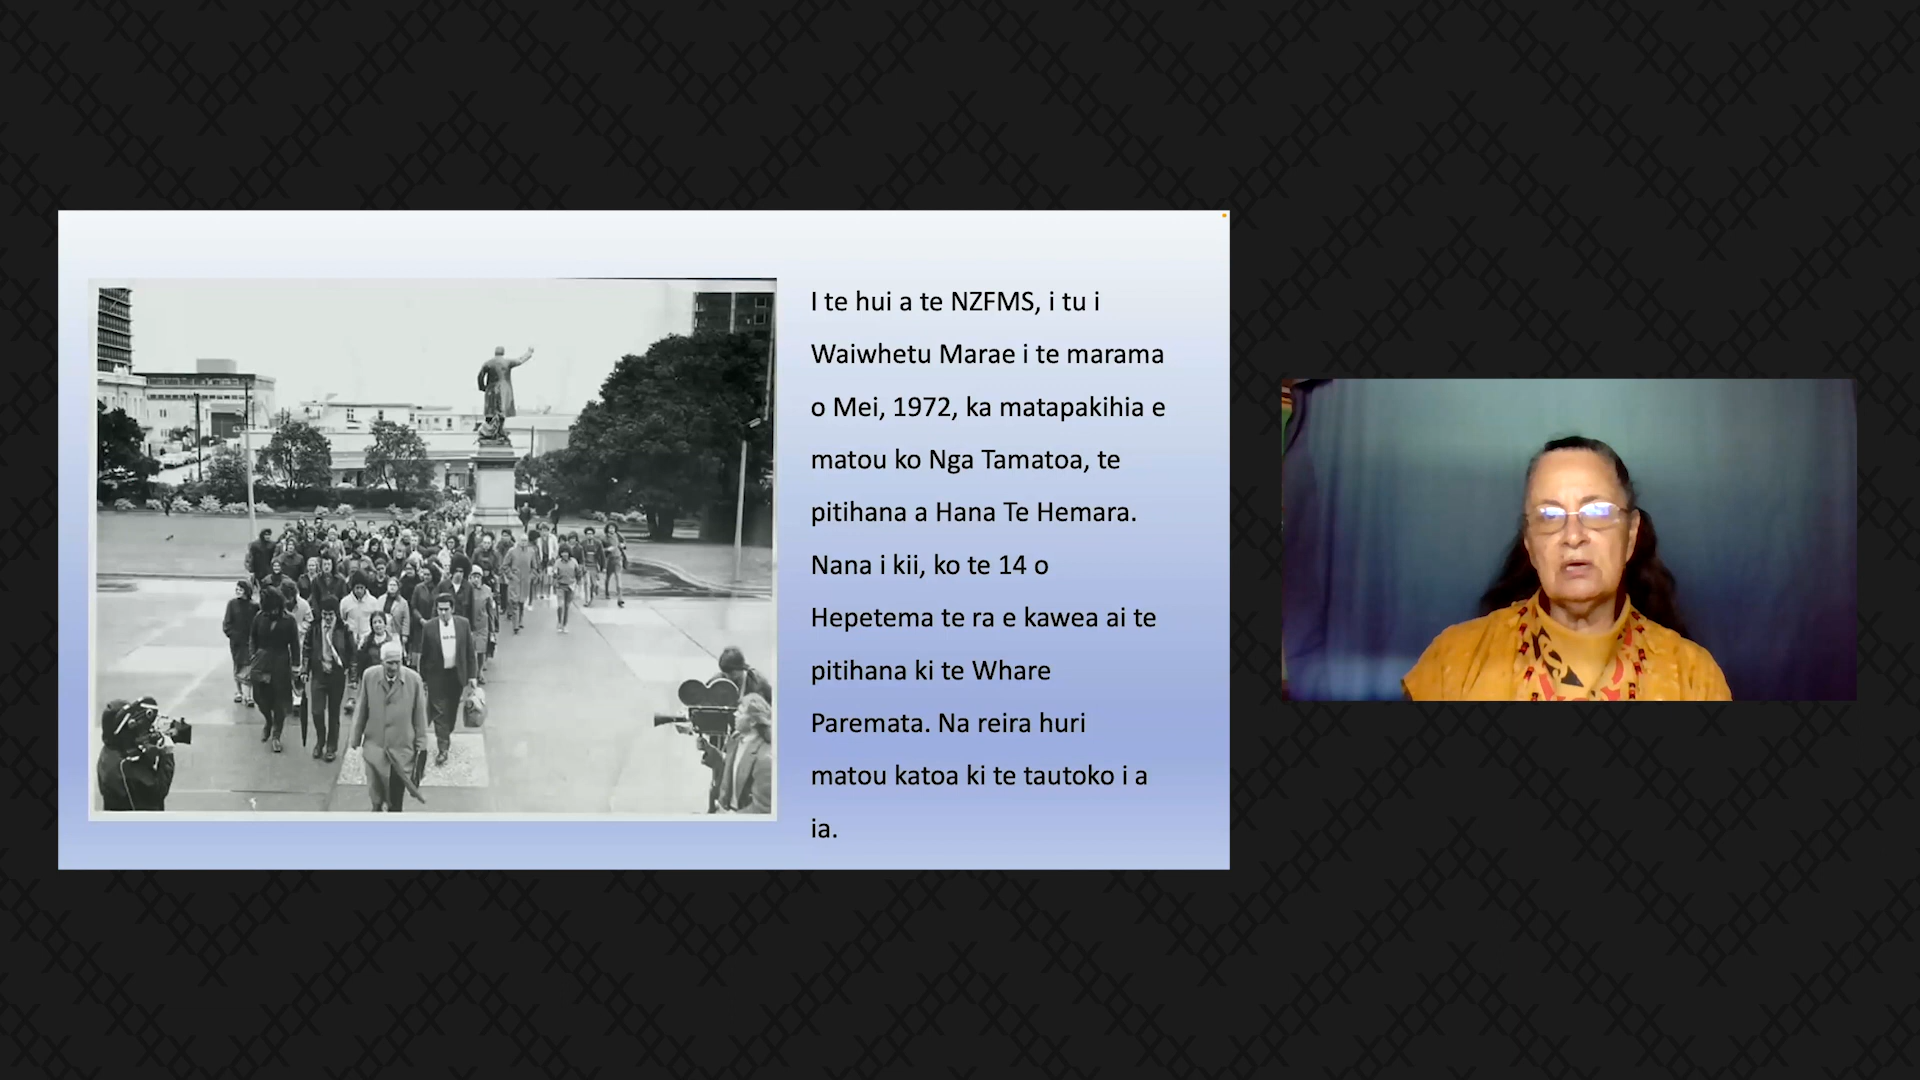 I te hui a te NZFMS, i tu i
Waiwhetu Marae i te marama
o Mei, 1972, ka matapakihia e
matou ko Nga Tamatoa, te
pitihana a Hana Te Hemara.
Nana i kii, ko te 14 o
Hepetema te ra e kawea ai te
pitihana ki te Whare
Paremata. Na reira huri
matou katoa ki te tautoko i a
ia.